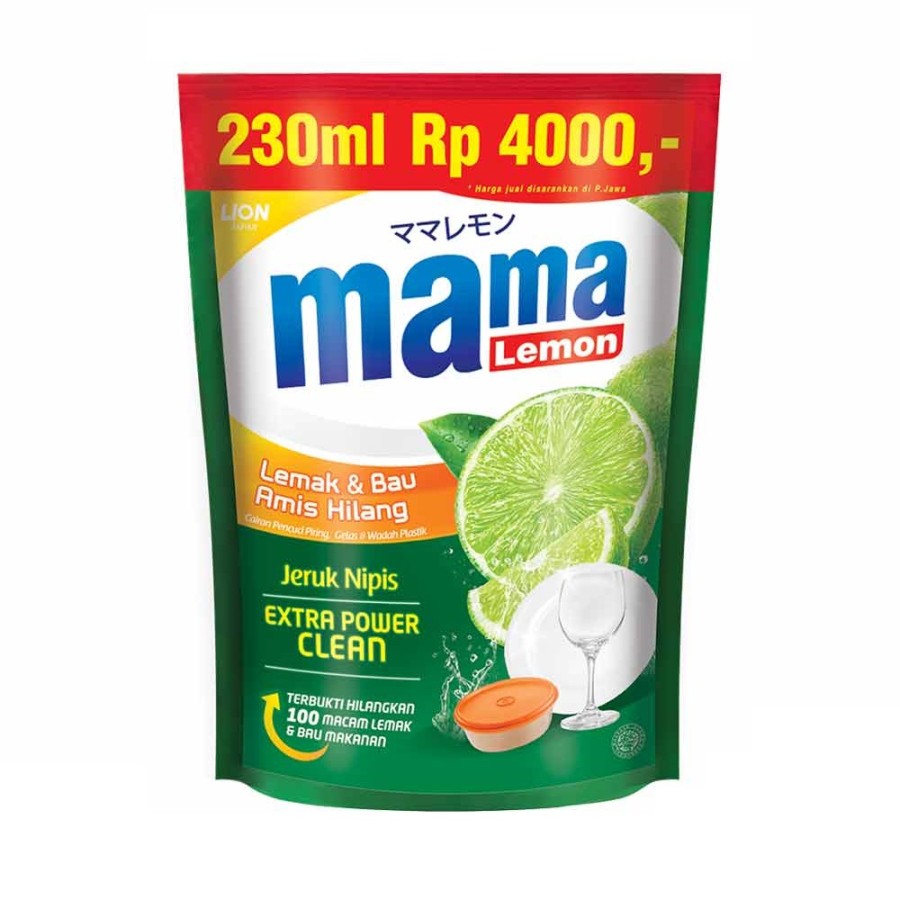 230ml Rp 4000,-
* Harga jual disarankan di P.Jawa
LION
JAPAN
ママレモン
mama
Lemon
Lemak & Bau
Amis Hilang
Cairan Pencuci Piring, Gelas & Wadah Plastik
Jeruk Nipis
EXTRA POWER
CLEAN
TERBUKTI HILANGKAN
100 MACAM LEMAK
& BAU MAKANAN